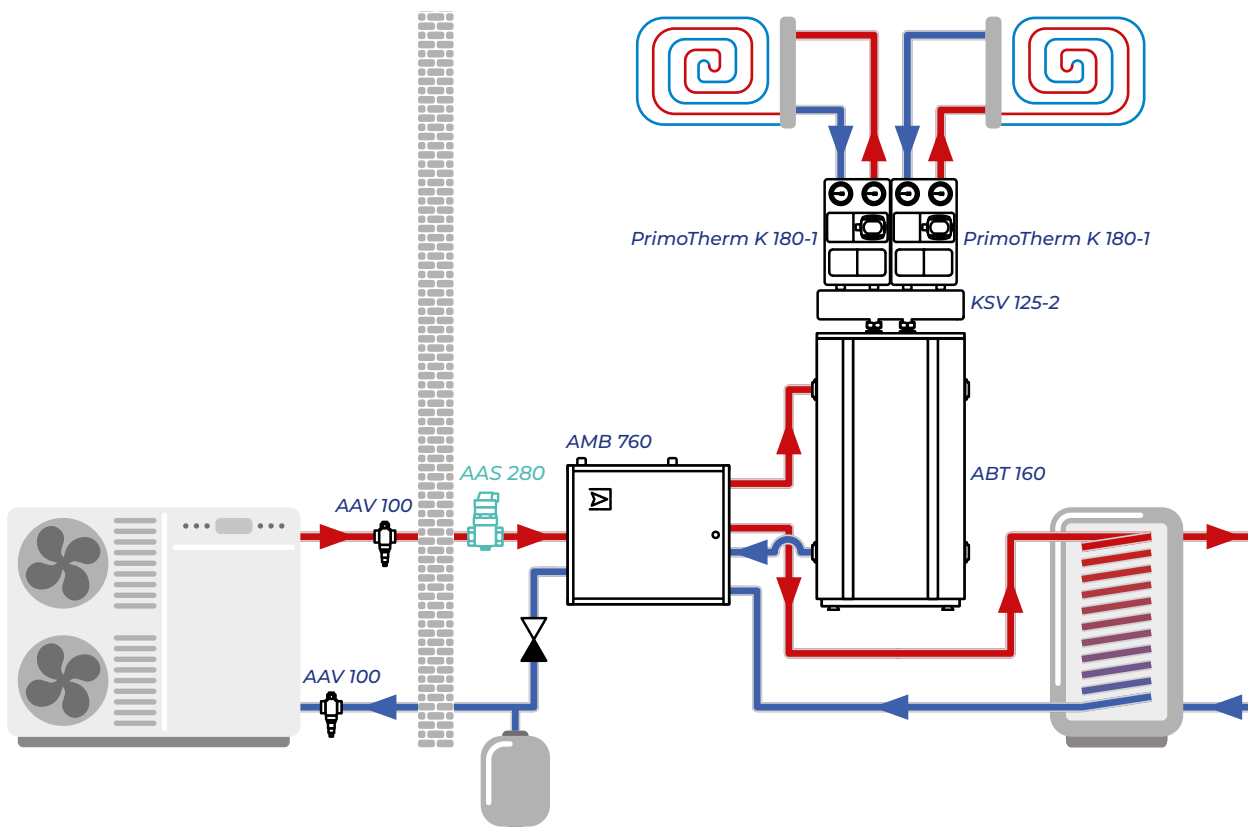 PrimoTherm K 180-1
PrimoTherm K 180-1
KSV 125-2
AMB 760
AAS 280
ABT 160
AAV 100
AAV 100